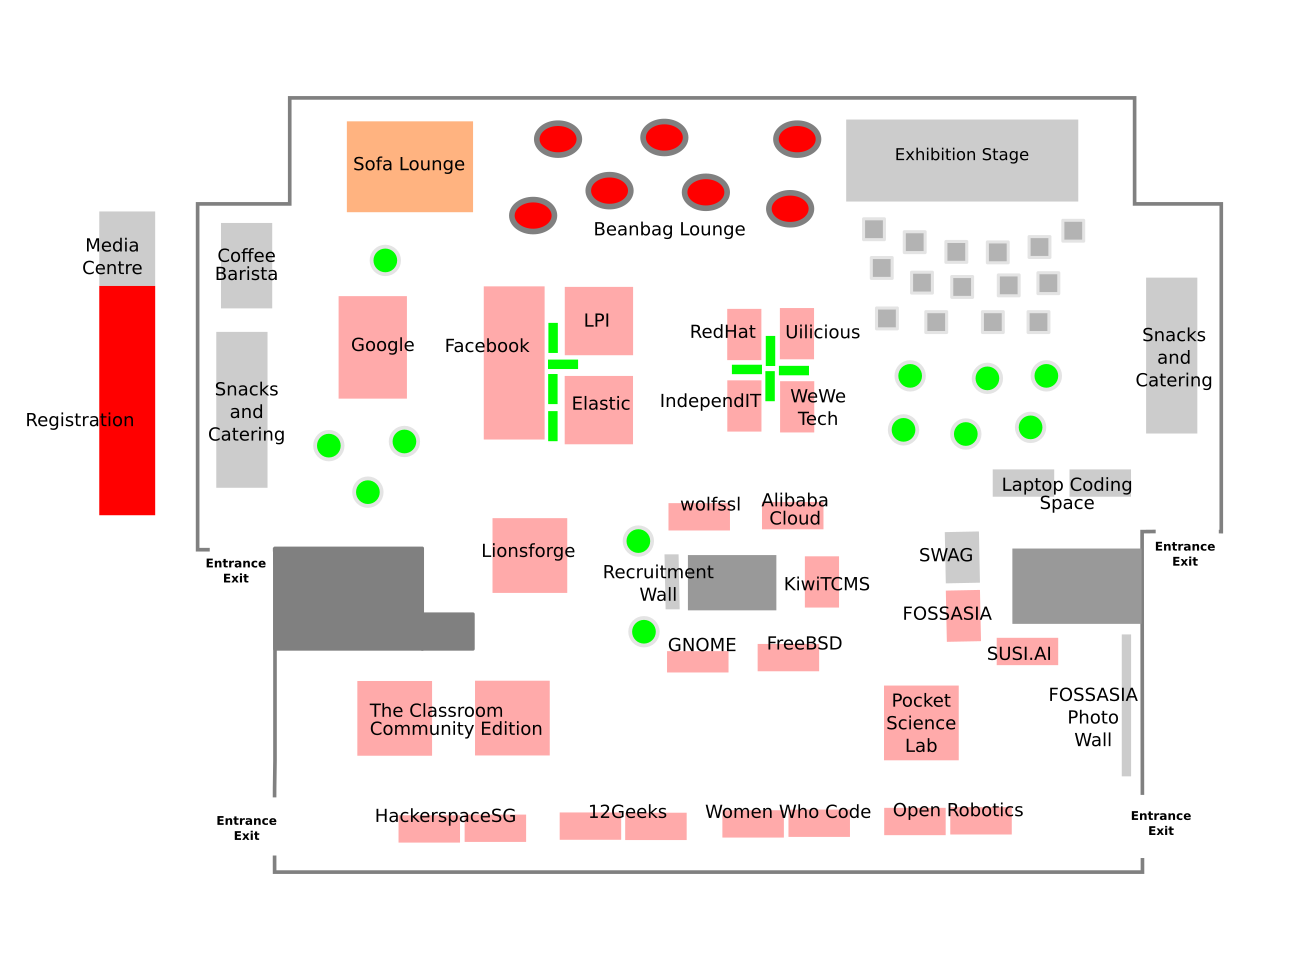 Sofa Lounge
Exhibition Stage
Beanbag Lounge
Media
Centre
Coffee
Barista
Registration
Snacks
and
Catering
Google
Facebook
LPI
Elastic
RedHat
Uilicious
IndependIT
WeWe
Tech
Snacks
and
Catering
Laptop Coding
Space
wolfssl
Alibaba
Cloud
Lionsforge
Recruitment
Wall
KiwiTCMS
SWAG
FOSSASIA
SUSI.AI
GNOME
FreeBSD
Entrance
Exit
Entrance
Exit
The Classroom
Community Edition
Pocket
Science
Lab
FOSSASIA
Photo
Wall
HackerspaceSG
12Geeks
Women Who Code
Open Robotics
Entrance
Exit
Entrance
Exit